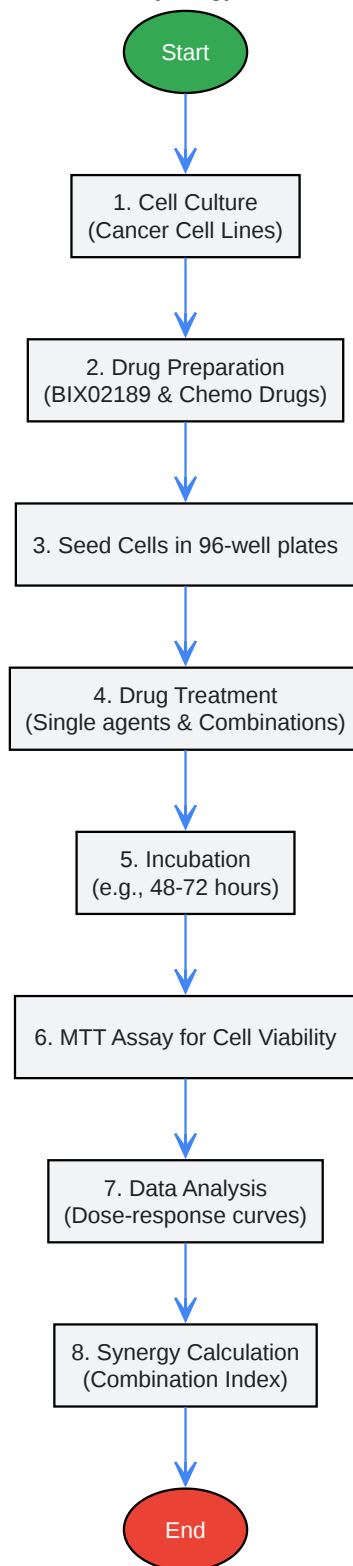 Start
1. Cell Culture
(Cancer Cell Lines)
2. Drug Preparation
(BIX02189 & Chemo Drugs)
3. Seed Cells in 96-well plates
4. Drug Treatment
(Single agents & Combinations)
5. Incubation
(e.g., 48-72 hours)
6. MTT Assay for Cell Viability
7. Data Analysis
(Dose-response curves)
8. Synergy Calculation
(Combination Index)
End